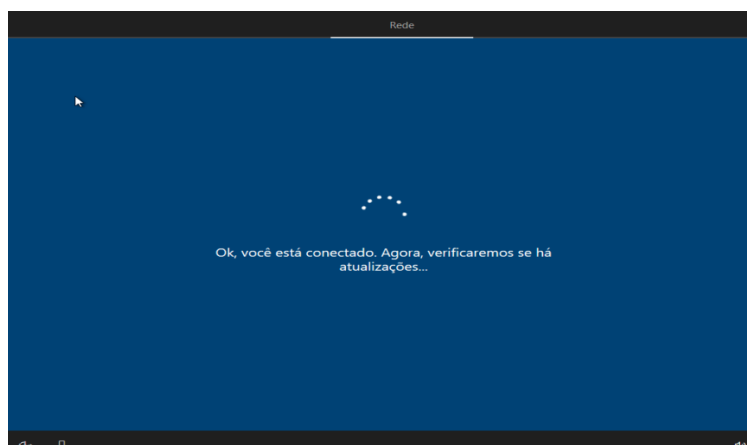 Rede
Ok, você está conectado. Agora, verificaremos se há
atualizações...